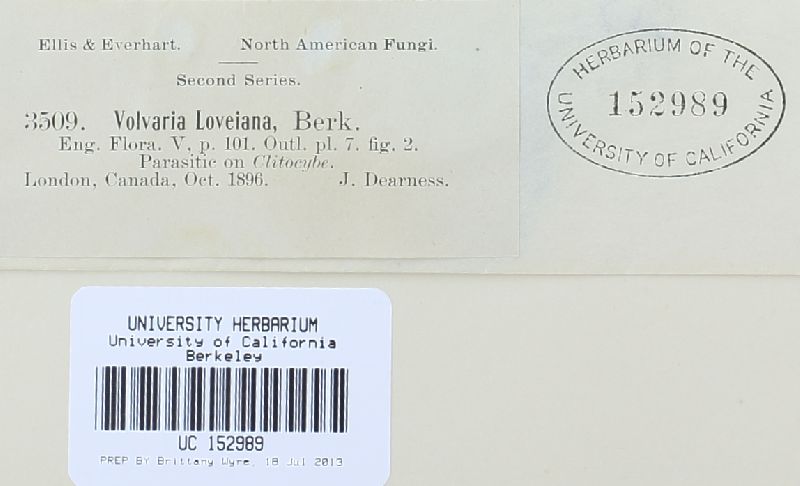 Ellis & Everhart. North American Fungi.
Second Series.
3509. Volvaria Loveiana, Berk.
Eng. Flora. V, p. 101. Outl. pl. 7. fig. 2.
Parasitic on Clitocybe.
London, Canada, Oct. 1896. J. Dearness.
HERBARIUM OF THE
152989
UNIVERSITY OF CALIFORNIA
UNIVERSITY HERBARIUM
University of California
Berkeley
UC 152989
PREP BY Brittany Wyre, 18 Jul 2013